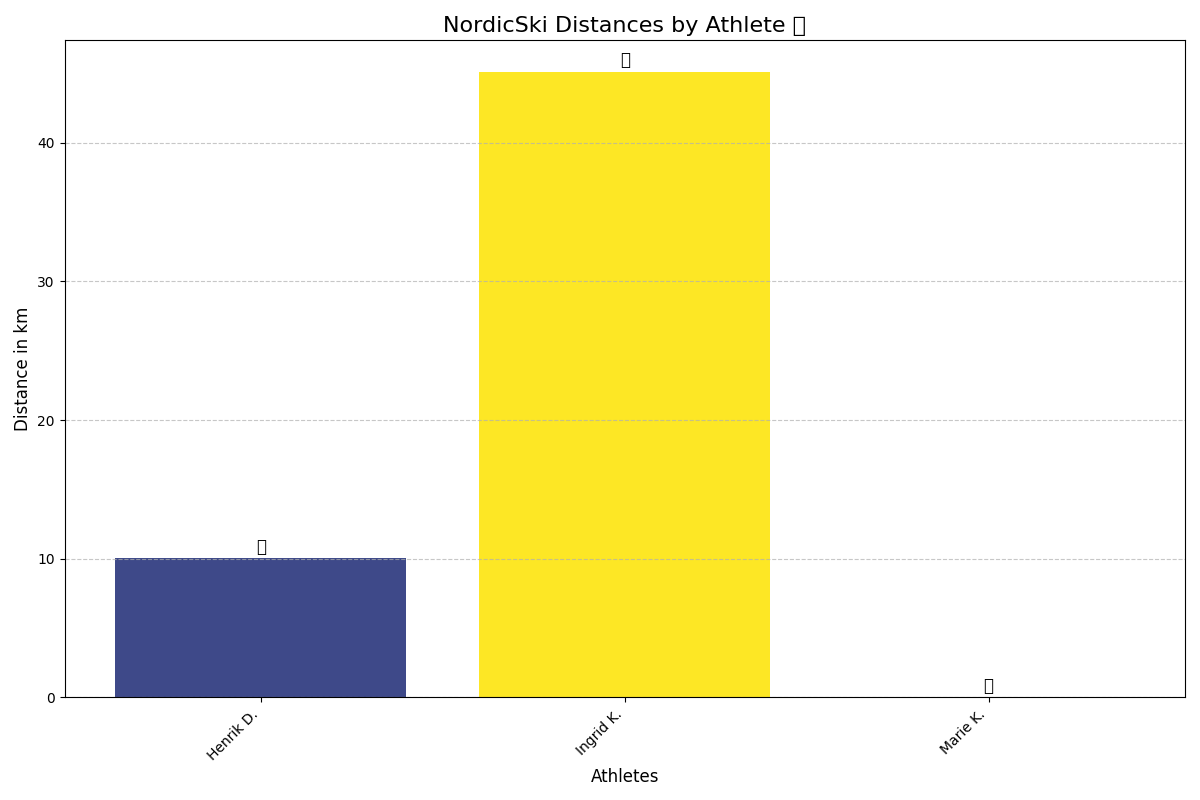 NordicSki Distances by Athlete
40
30
20
10
0
Distance in km
Henrik D.
Ingrid K.
Marie K.
Athletes